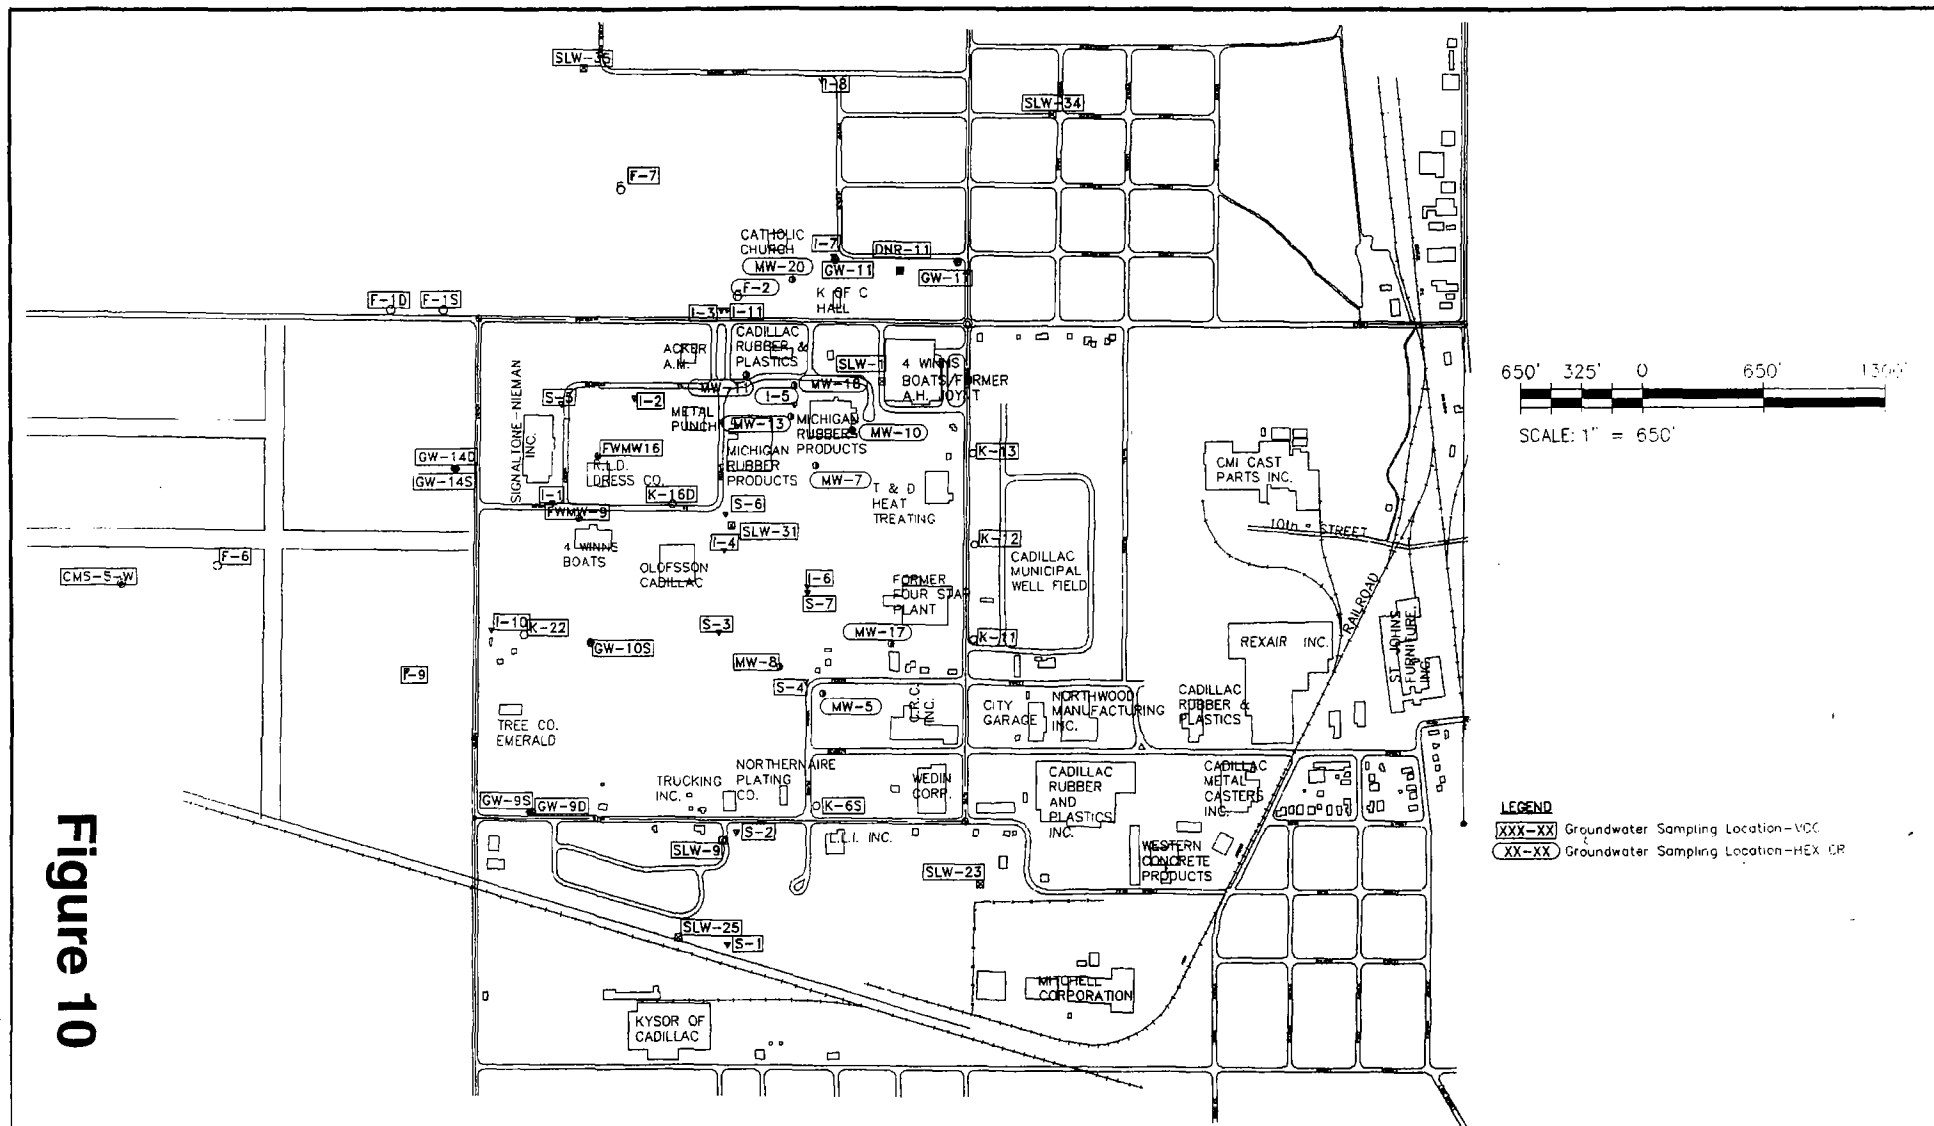 SLW-35
I-8
SLW-34
F-7
CATHOLIC
CHURCH
I-7
DNR-11
MW-20
GW-11
GW-17
F-2
K OF C
HALL
F-1D
F-1S
I-3
I-11
ACKER
A.M.
CADILLAC
RUBBER &
PLASTICS
SLW-1
4 WINNS
BOATS/FORMER
A.H. JOYNT
MW-11
MW-16
I-5
S-5
I-2
METAL
PUNCH
MW-13
MICHIGAN
RUBBER
PRODUCTS
MW-10
SIGNALTONE-NIEMAN
INC.
FWMW16
R.L.D.
LDRESS CO.
MICHIGAN
RUBBER
PRODUCTS
MW-7
K-13
GW-14D
GW-14S
CMI CAST
PARTS INC.
I-1
K-16D
S-6
T & D
HEAT
TREATING
FWMW-9
SLW-31
10th STREET
4 WINNS
BOATS
I-4
K-12
OLOFSSON
CADILLAC
CADILLAC
MUNICIPAL
WELL FIELD
F-6
CMS-S-W
I-6
S-7
FORMER
FOUR STAR
PLANT
RAILROAD
I-10
K-22
S-3
MW-17
K-11
GW-10S
REXAIR INC.
ST. JOHNS
FURNITURE,
INC.
MW-8
F-9
S-4
MW-5
C.R.C.
INC.
CITY
GARAGE
NORTHWOOD
MANUFACTURING
INC.
CADILLAC
RUBBER &
PLASTICS
TREE CO.
EMERALD
TRUCKING
INC.
NORTHERNAIRE
PLATING
CO.
WEDIN
CORP.
CADILLAC
RUBBER
AND
PLASTICS
INC.
CADILLAC
METAL
CASTERS
INC.
GW-9S
GW-9D
K-6S
S-2
SLW-9
L.L.I. INC.
SLW-23
WESTERN
CONCRETE
PRODUCTS
SLW-25
S-1
MITCHELL
CORPORATION
KYSOR OF
CADILLAC
650' 325' 0 650' 1300'
SCALE: 1" = 650'
LEGEND
XXX-XX Groundwater Sampling Location-VOC
XX-XX Groundwater Sampling Location-HEX CR
Figure 10